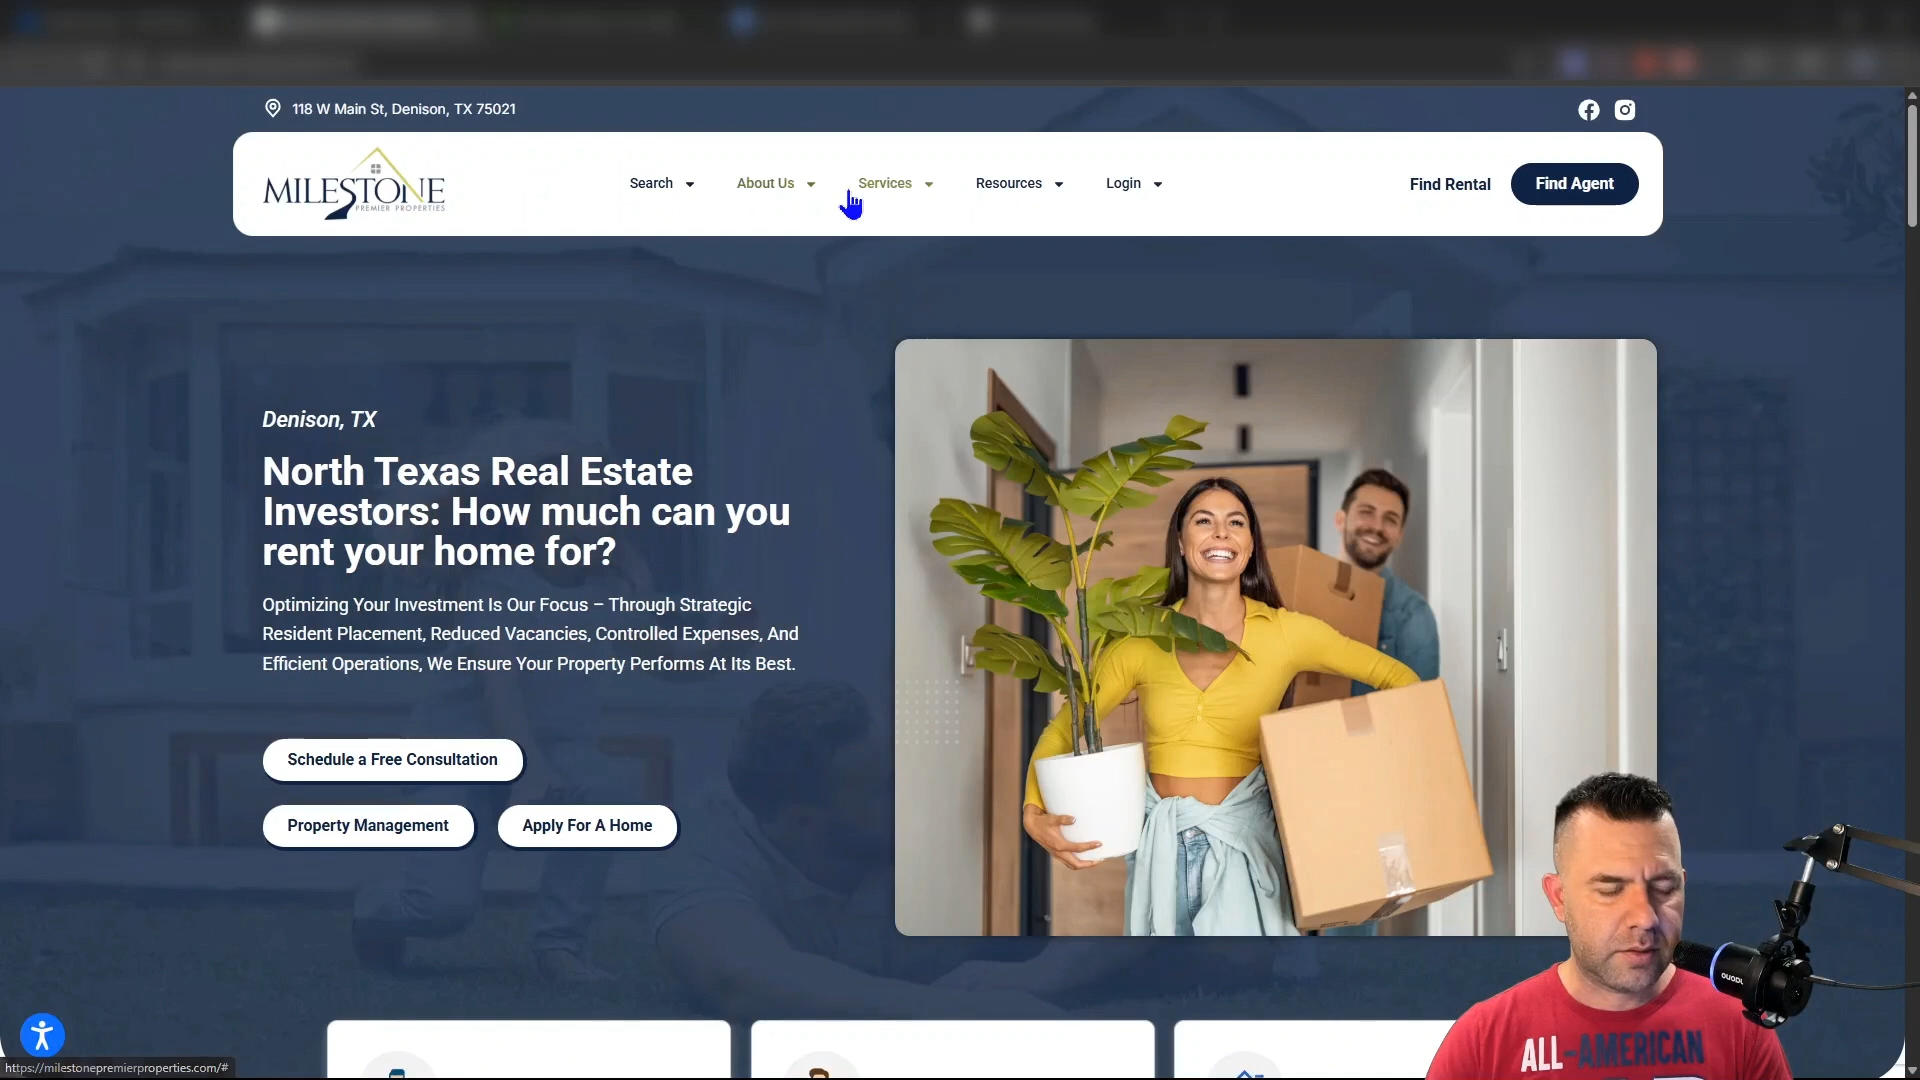 118 W Main St, Denison, TX 75021
MILESTONE
PREMIER PROPERTIES
Search
About Us
Services
Resources
Login
Find Rental
Find Agent
Denison, TX
North Texas Real Estate
Investors: How much can you
rent your home for?
Optimizing Your Investment Is Our Focus – Through Strategic
Resident Placement, Reduced Vacancies, Controlled Expenses, And
Efficient Operations, We Ensure Your Property Performs At Its Best.
Schedule a Free Consultation
Property Management
Apply For A Home
ALL-AMERICAN
https://milestonepremierproperties.com/#